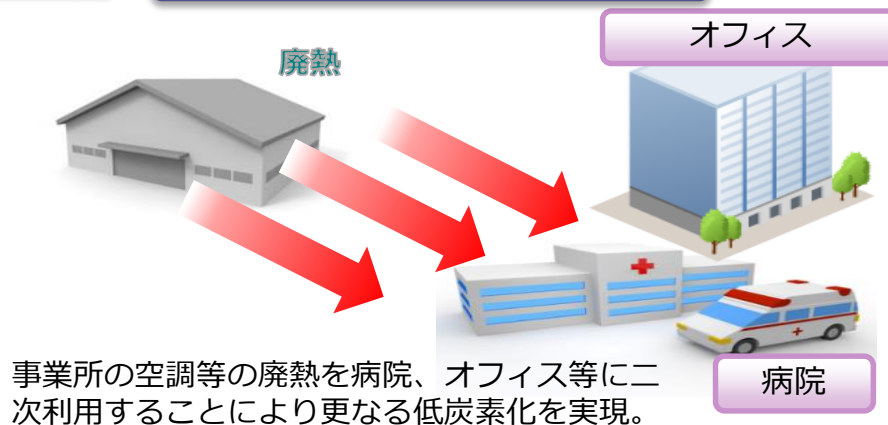 オフィス
廃熱
病院
事業所の空調等の廃熱を病院、オフィス等に二
次利用することにより更なる低炭素化を実現。